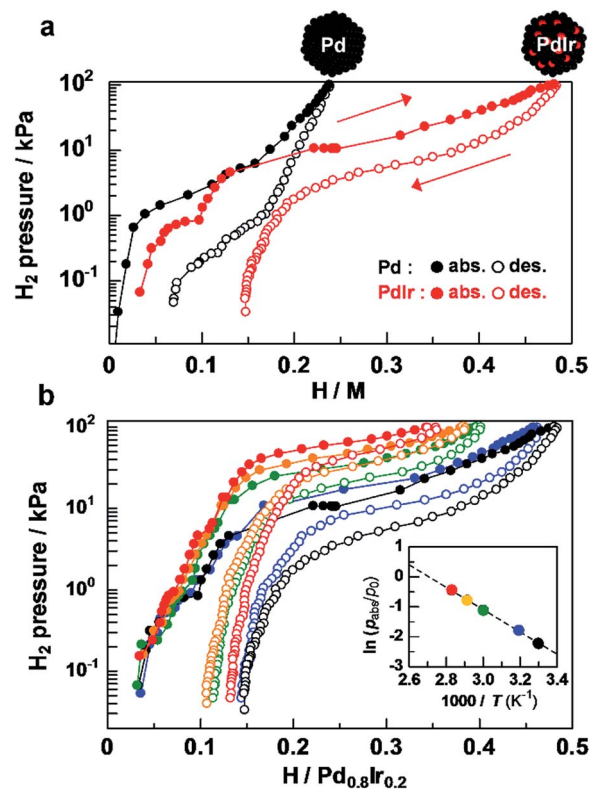 a
Pd
PdIr
10²
10¹
10⁰
10⁻¹
H₂ pressure / kPa
Pd : abs. des.
PdIr : abs. des.
0 0.1 0.2 0.3 0.4 0.5
H / M
b
10²
10¹
10⁰
10⁻¹
H₂ pressure / kPa
ln (pabs/p₀)
1
0
-1
-2
-3
2.6 2.8 3.0 3.2 3.4
1000 / T (K⁻¹)
0 0.1 0.2 0.3 0.4 0.5
H / Pd₀.₈Ir₀.₂